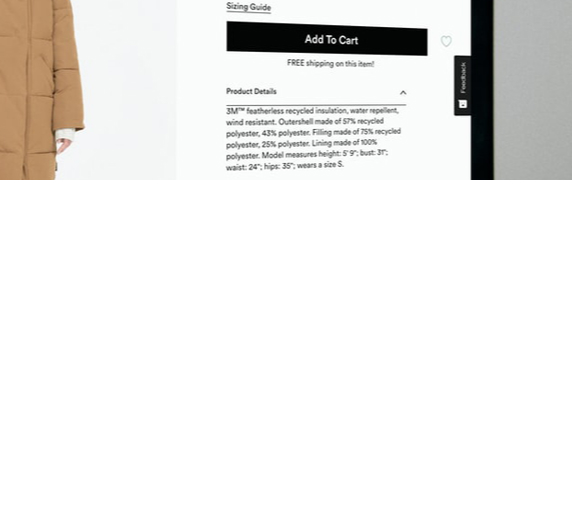 Sizing Guide
Add To Cart
FREE shipping on this item!
Product Details
3M™ featherless recycled insulation, water repellent,
wind resistant. Outershell made of 57% recycled
polyester, 43% polyester. Filling made of 75% recycled
polyester, 25% polyester. Lining made of 100%
polyester. Model measures height: 5' 9"; bust: 31";
waist: 24"; hips: 35"; wears a size S.
Feedback